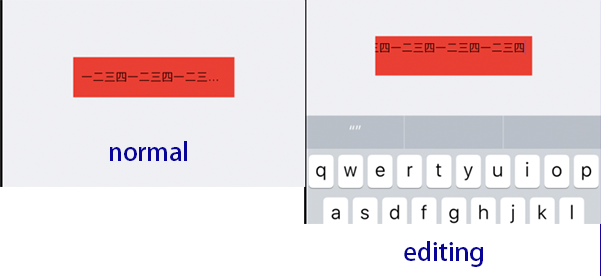 一二三四一二三四一二三...
normal
三四一二三四一二三四一二三四
“”
q w e r t y u i o p
a s d f g h j k l
editing